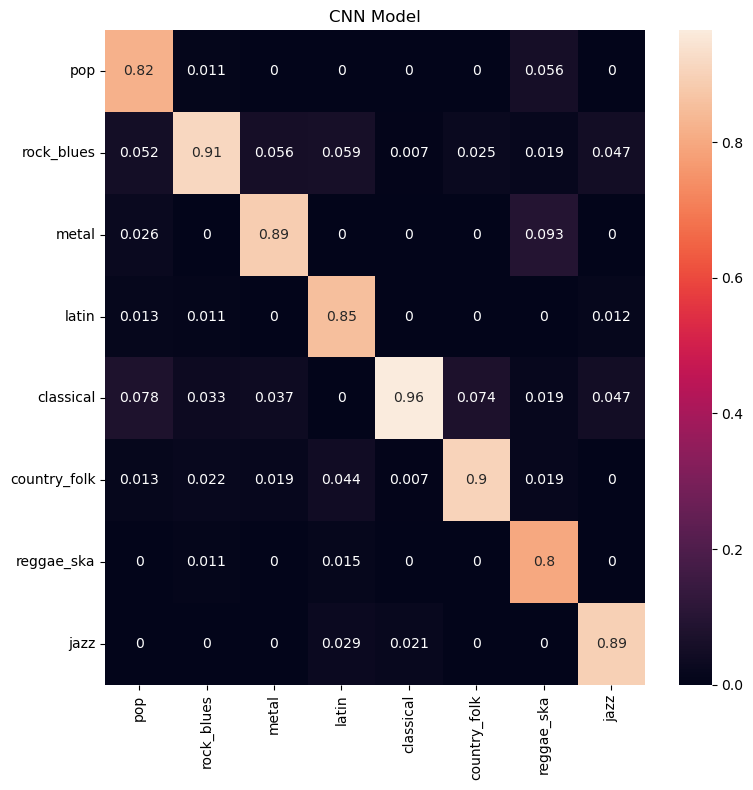 CNN Model
pop 0.82 0.011 0 0 0 0 0.056 0
rock_blues 0.052 0.91 0.056 0.059 0.007 0.025 0.019 0.047
metal 0.026 0 0.89 0 0 0 0.093 0
latin 0.013 0.011 0 0.85 0 0 0 0.012
classical 0.078 0.033 0.037 0 0.96 0.074 0.019 0.047
country_folk 0.013 0.022 0.019 0.044 0.007 0.9 0.019 0
reggae_ska 0 0.011 0 0.015 0 0 0.8 0
jazz 0 0 0 0.029 0.021 0 0 0.89
pop rock_blues metal latin classical country_folk reggae_ska jazz
0.8
0.6
0.4
0.2
0.0